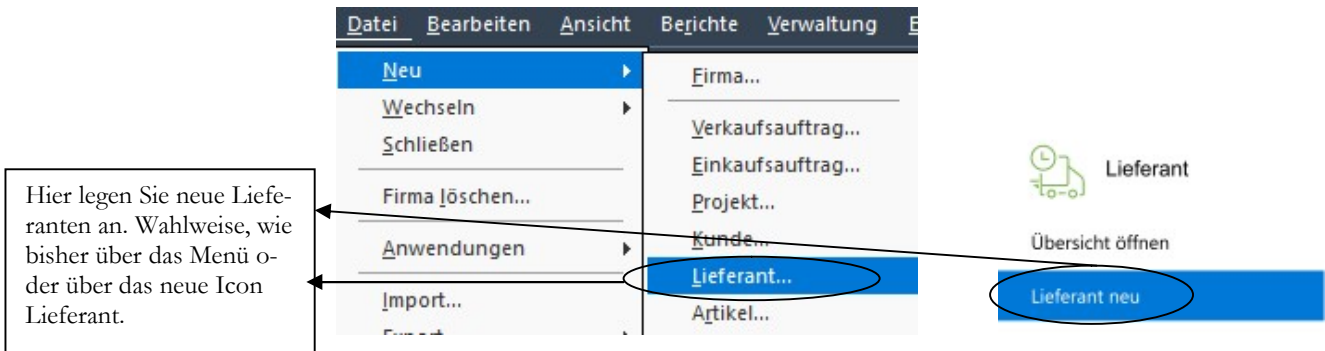 Datei Bearbeiten Ansicht Berichte Verwaltung
Neu
Wechseln
Schließen
Firma löschen...
Anwendungen
Import...
Firma...
Verkaufsauftrag...
Einkaufsauftrag...
Projekt...
Kunde...
Lieferant...
Artikel...
Hier legen Sie neue Liefe-
ranten an. Wahlweise, wie
bisher über das Menü o-
der über das neue Icon
Lieferant.
Lieferant
Übersicht öffnen
Lieferant neu